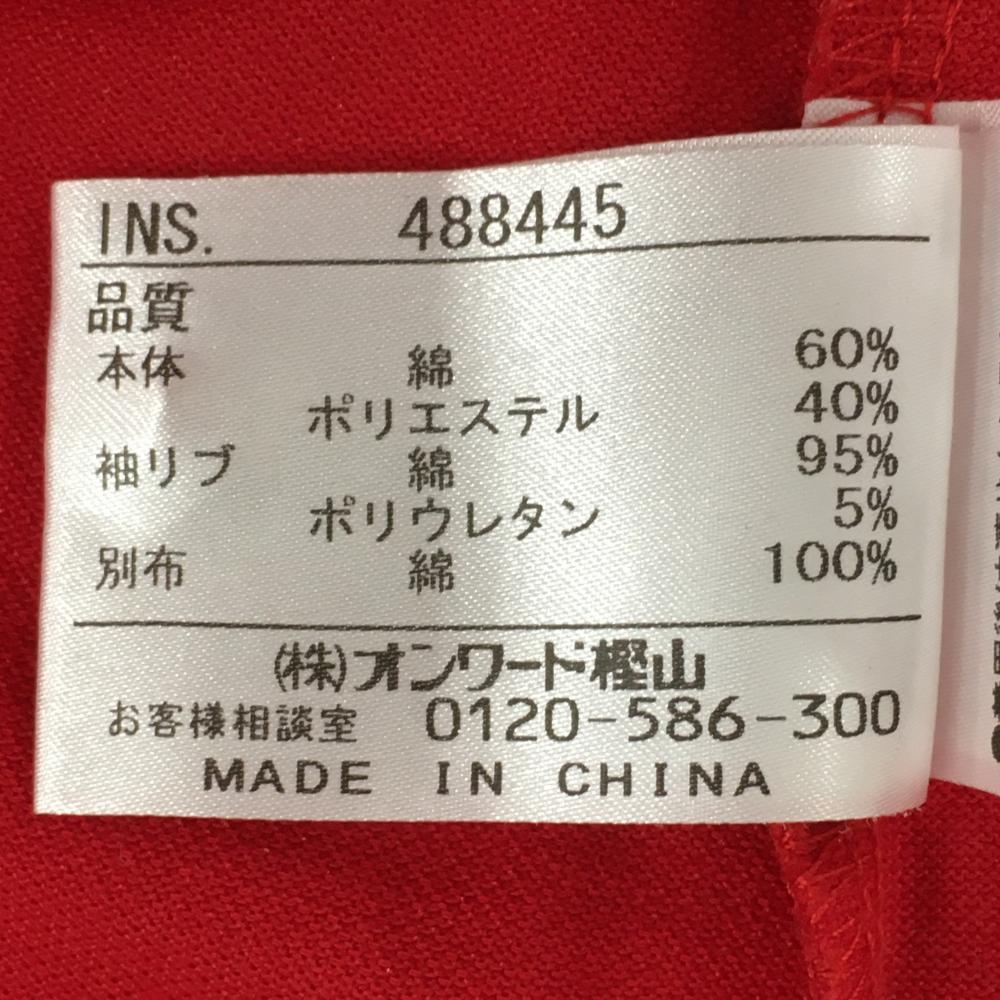 INS. 488445
品質
本体 綿 60%
ポリエステル 40%
袖リブ 綿 95%
ポリウレタン 5%
別布 綿 100%
(株)オンワード樫山
お客様相談室 0120-586-300
MADE IN CHINA